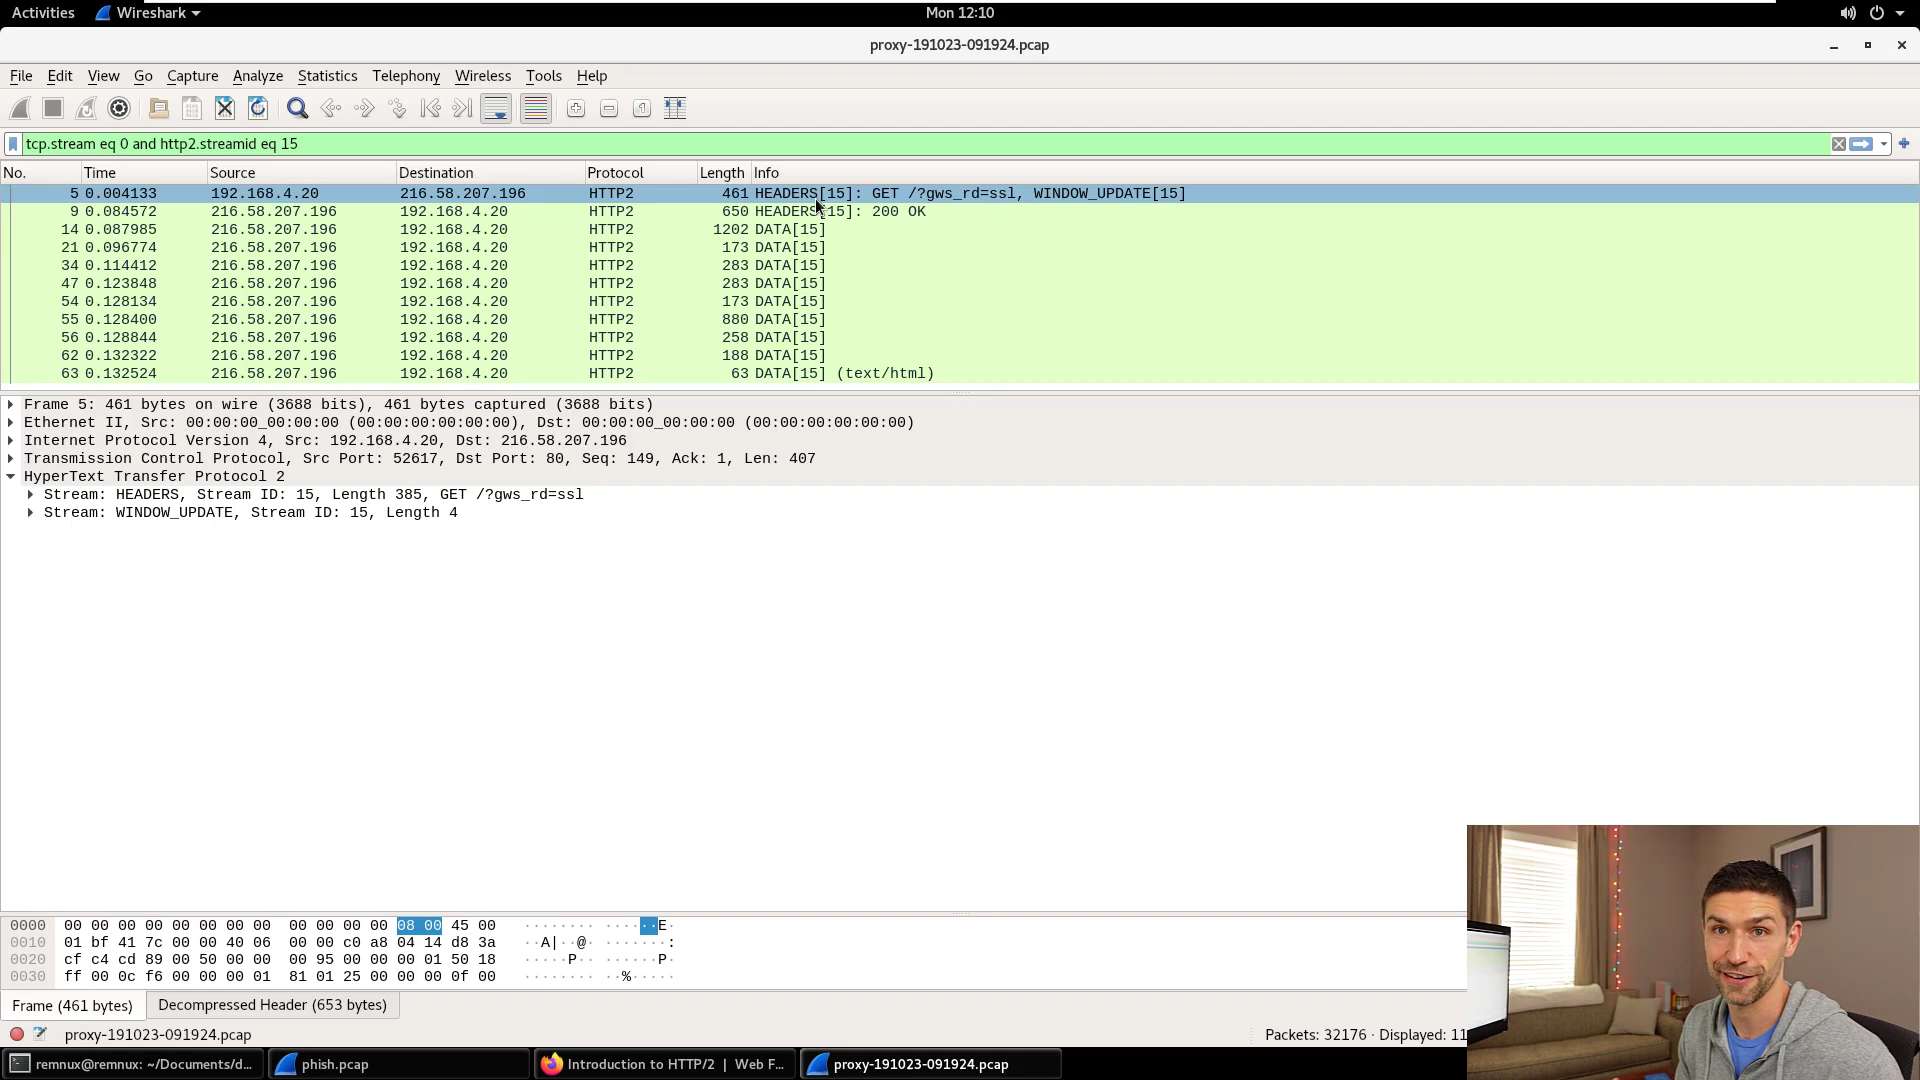 Activities Wireshark Mon 12:10
proxy-191023-091924.pcap
File Edit View Go Capture Analyze Statistics Telephony Wireless Tools Help
tcp.stream eq 0 and http2.streamid eq 15
No. Time Source Destination Protocol Length Info
5 0.004133 192.168.4.20 216.58.207.196 HTTP2 461 HEADERS[15]: GET /?gws_rd=ssl, WINDOW_UPDATE[15]
9 0.084572 216.58.207.196 192.168.4.20 HTTP2 650 HEADERS[15]: 200 OK
14 0.087985 216.58.207.196 192.168.4.20 HTTP2 1202 DATA[15]
21 0.096774 216.58.207.196 192.168.4.20 HTTP2 173 DATA[15]
34 0.114412 216.58.207.196 192.168.4.20 HTTP2 283 DATA[15]
47 0.123848 216.58.207.196 192.168.4.20 HTTP2 283 DATA[15]
54 0.128134 216.58.207.196 192.168.4.20 HTTP2 173 DATA[15]
55 0.128400 216.58.207.196 192.168.4.20 HTTP2 880 DATA[15]
56 0.128844 216.58.207.196 192.168.4.20 HTTP2 258 DATA[15]
62 0.132322 216.58.207.196 192.168.4.20 HTTP2 188 DATA[15]
63 0.132524 216.58.207.196 192.168.4.20 HTTP2 63 DATA[15] (text/html)
Frame 5: 461 bytes on wire (3688 bits), 461 bytes captured (3688 bits)
Ethernet II, Src: 00:00:00_00:00:00 (00:00:00:00:00:00), Dst: 00:00:00_00:00:00 (00:00:00:00:00:00)
Internet Protocol Version 4, Src: 192.168.4.20, Dst: 216.58.207.196
Transmission Control Protocol, Src Port: 52617, Dst Port: 80, Seq: 149, Ack: 1, Len: 407
HyperText Transfer Protocol 2
Stream: HEADERS, Stream ID: 15, Length 385, GET /?gws_rd=ssl
Stream: WINDOW_UPDATE, Stream ID: 15, Length 4
0000 00 00 00 00 00 00 00 00 00 00 00 00 08 00 45 00 ········ ······E·
0010 01 bf 41 7c 00 00 40 06 00 00 c0 a8 04 14 d8 3a ··A|··@· ·······:
0020 cf c4 cd 89 00 50 00 00 00 95 00 00 00 01 50 18 ·····P·· ······P·
0030 ff 00 0c f6 00 00 00 01 81 01 25 00 00 00 0f 00 ········ ··%·····
Frame (461 bytes) Decompressed Header (653 bytes)
proxy-191023-091924.pcap Packets: 32176 · Displayed: 11
remnux@remnux: ~/Documents/d... phish.pcap Introduction to HTTP/2 | Web F... proxy-191023-091924.pcap